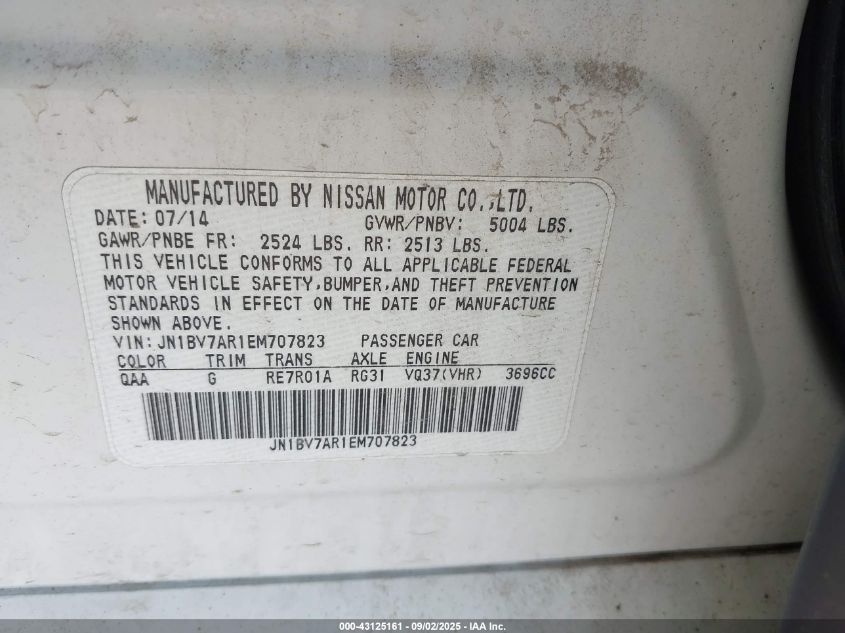 MANUFACTURED BY NISSAN MOTOR CO.,LTD.
DATE: 07/14 GVWR/PNBV: 5004 LBS.
GAWR/PNBE FR: 2524 LBS. RR: 2513 LBS.
THIS VEHICLE CONFORMS TO ALL APPLICABLE FEDERAL
MOTOR VEHICLE SAFETY,BUMPER,AND THEFT PREVENTION
STANDARDS IN EFFECT ON THE DATE OF MANUFACTURE
SHOWN ABOVE.
VIN:JN1BV7AR1EM707823 PASSENGER CAR
COLOR TRIM TRANS AXLE ENGINE
QAA G RE7R01A RG31 VQ37(VHR) 3696CC
JN1BV7AR1EM707823
000-43125161 - 09/02/2025 - IAA Inc.